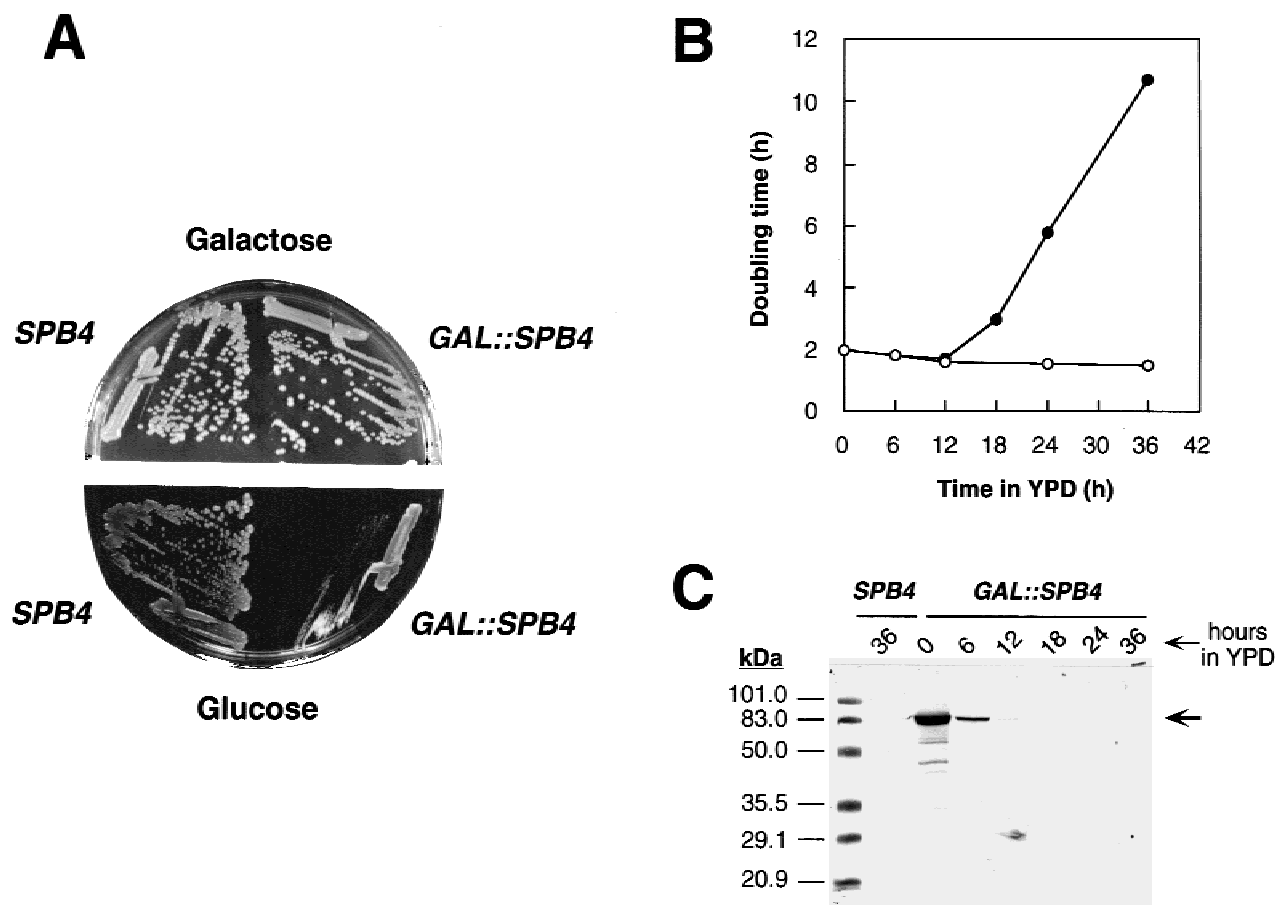 A
Galactose
SPB4
GAL::SPB4
SPB4
GAL::SPB4
Glucose
B
12
10
8
6
4
2
0
Doubling time (h)
0 6 12 18 24 30 36 42
Time in YPD (h)
C
SPB4 GAL::SPB4
36 0 6 12 18 24 36
hours
in YPD
kDa
101.0
83.0
50.0
35.5
29.1
20.9